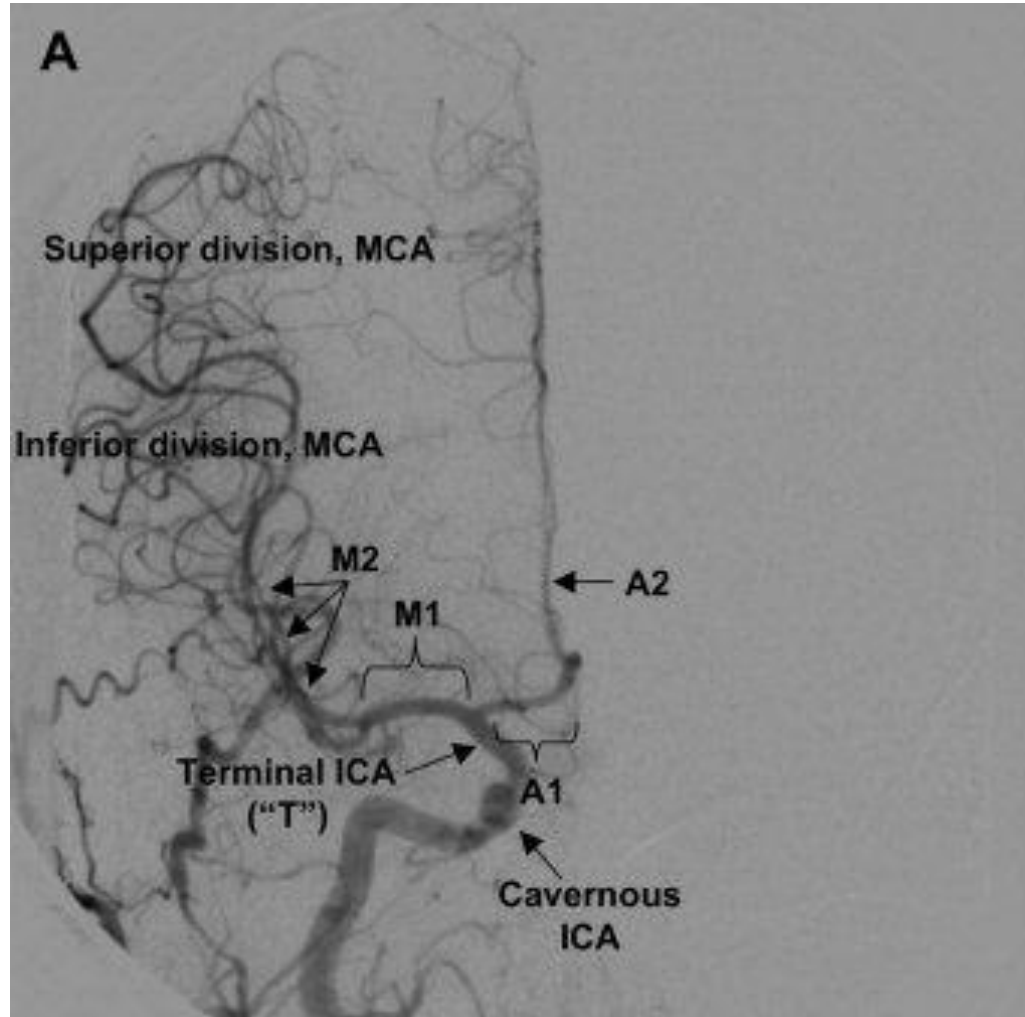 A
Superior division, MCA
Inferior division, MCA
M2
A2
M1
Terminal ICA
("T")
A1
Cavernous
ICA